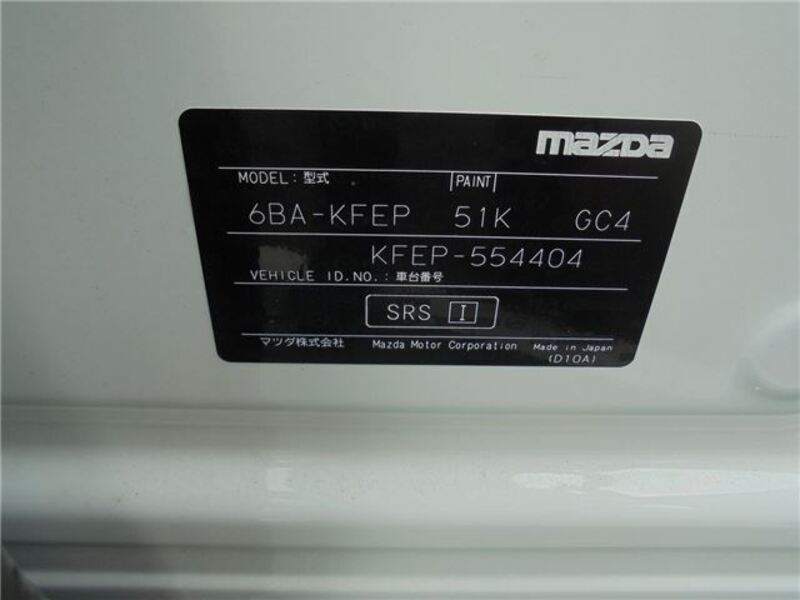 mazda
MODEL : 型式 |PAINT|
6BA-KFEP 51K GC4
KFEP-554404
VEHICLE ID.NO. : 車台番号
SRS I
マツダ株式会社 Mazda Motor Corporation Made in Japan
(D10A)